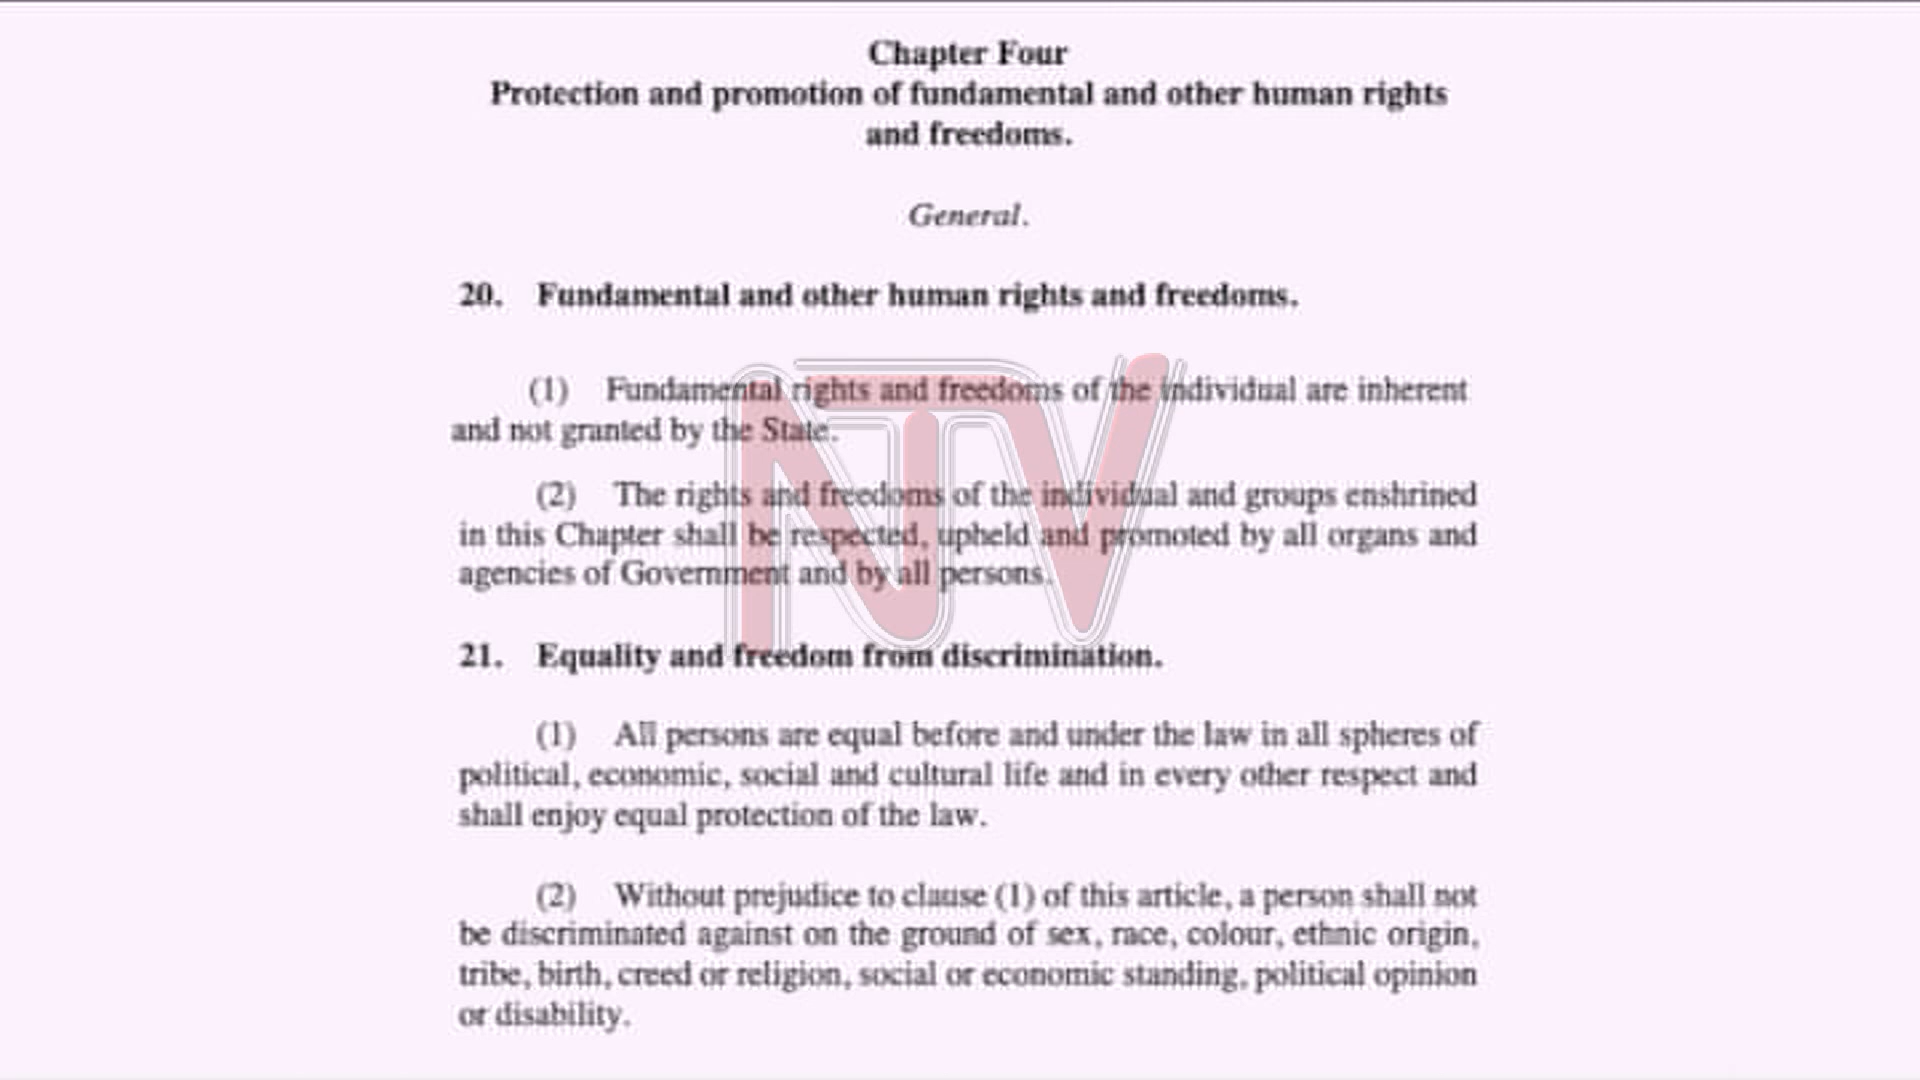 Chapter Four
Protection and promotion of fundamental and other human rights
and freedoms.
General.
20. Fundamental and other human rights and freedoms.
(1) Fundamental rights and freedoms of the individual are inherent
and not granted by the State.
(2) The rights and freedoms of the individual and groups enshrined
in this Chapter shall be respected, upheld and promoted by all organs and
agencies of Government and by all persons.
NTV
21. Equality and freedom from discrimination.
(1) All persons are equal before and under the law in all spheres of
political, economic, social and cultural life and in every other respect and
shall enjoy equal protection of the law.
(2) Without prejudice to clause (1) of this article, a person shall not
be discriminated against on the ground of sex, race, colour, ethnic origin,
tribe, birth, creed or religion, social or economic standing, political opinion
or disability.